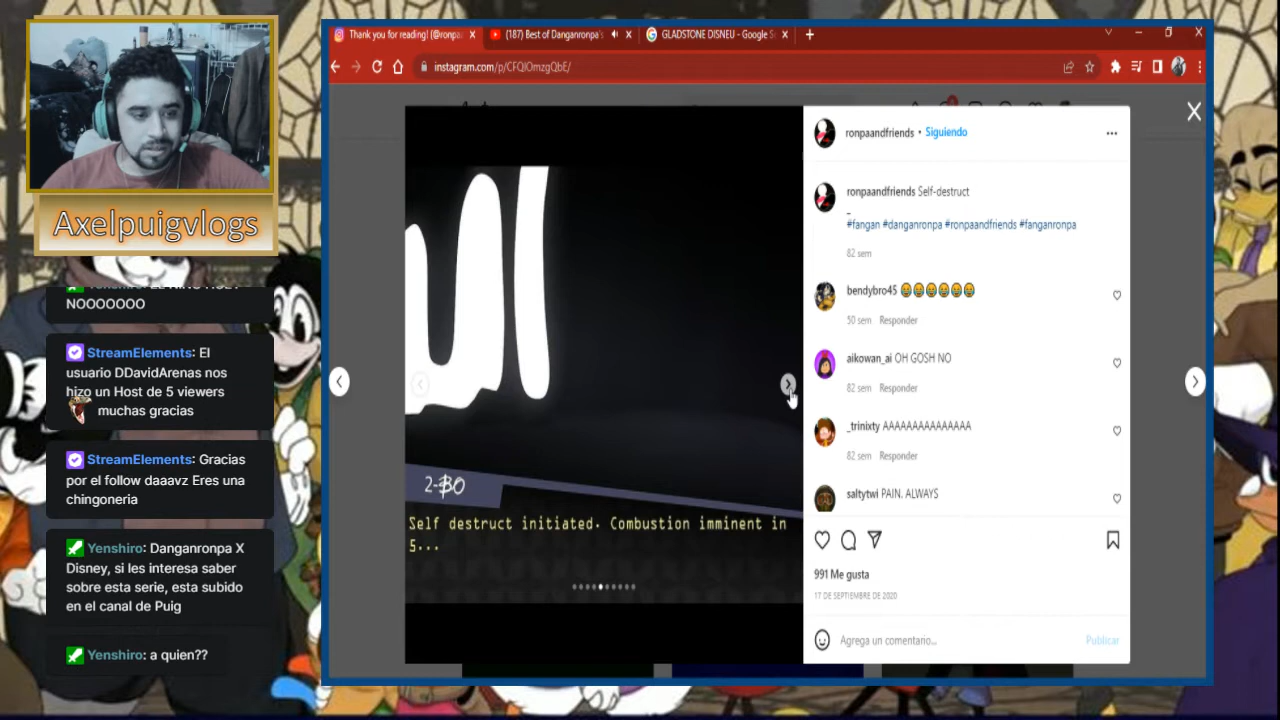 Axelpuigvlogs
NOOOOOOO
StreamElements: El
usuario DDavidArenas nos
hizo un Host de 5 viewers
muchas gracias
StreamElements: Gracias
por el follow daaavz Eres una
chingoneria
Yenshiro: Danganronpa X
Disney, si les interesa saber
sobre esta serie, esta subido
en el canal de Puig
Yenshiro: a quien??
Thank you for reading! (@ronpa
(187) Best of Danganronpa's
GLADSTONE DISNEU - Google S
instagram.com/p/CFQIOmzgQbE/
2-BO
Self destruct initiated. Combustion imminent in
5...
ronpaandfriends • Siguiendo
ronpaandfriends Self-destruct
_
#fangan #danganronpa #ronpaandfriends #fanganronpa
82 sem
bendybro45 😂😂😂😂😂😂
50 sem Responder
aikowan_ai OH GOSH NO
82 sem Responder
_trinixty AAAAAAAAAAAAAAA
82 sem Responder
saltytwi PAIN. ALWAYS
991 Me gusta
17 DE SEPTIEMBRE DE 2020
Agrega un comentario...
Publicar